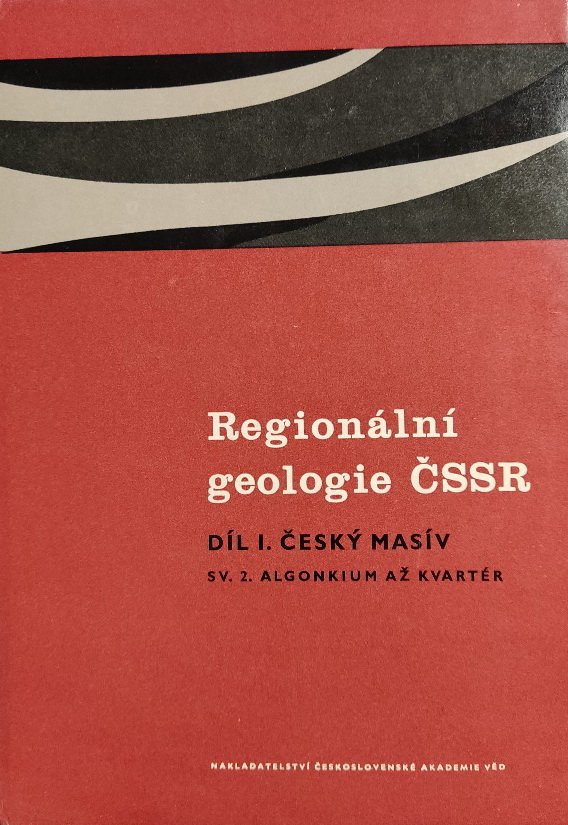 Regionální
geologie ČSSR
DÍL I. ČESKÝ MASÍV
SV. 2. ALGONKIUM AŽ KVARTÉR
NAKLADATELSTVÍ ČESKOSLOVENSKÉ AKADEMIE VĚD